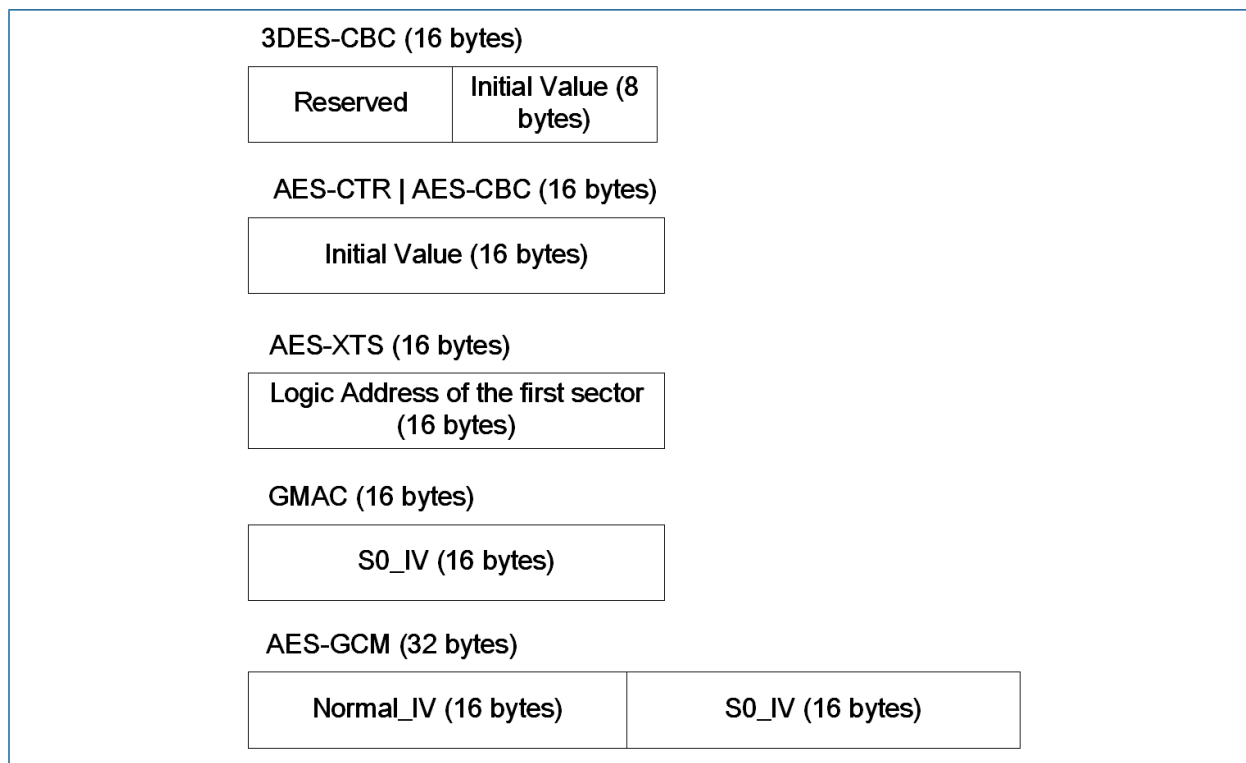 3DES-CBC (16 bytes)
Reserved
Initial Value (8
bytes)
AES-CTR | AES-CBC (16 bytes)
Initial Value (16 bytes)
AES-XTS (16 bytes)
Logic Address of the first sector
(16 bytes)
GMAC (16 bytes)
S0_IV (16 bytes)
AES-GCM (32 bytes)
Normal_IV (16 bytes)
S0_IV (16 bytes)